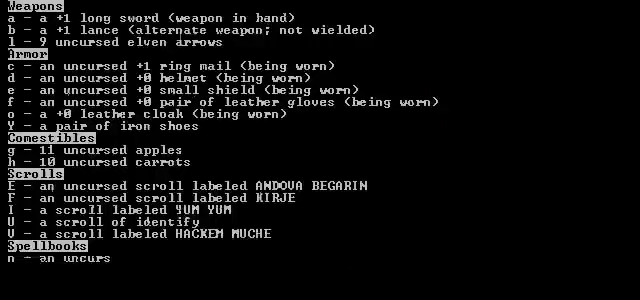 Weapons
a - a +1 long sword (weapon in hand)
b - a +1 lance (alternate weapon; not wielded)
l - 9 uncursed elven arrows
Armor
c - an uncursed +1 ring mail (being worn)
d - an uncursed +0 helmet (being worn)
e - an uncursed +0 small shield (being worn)
f - an uncursed +0 pair of leather gloves (being worn)
o - a +0 leather cloak (being worn)
Y - a pair of iron shoes
Comestibles
g - 11 uncursed apples
h - 10 uncursed carrots
Scrolls
E - an uncursed scroll labeled ANDOVA BEGARIN
F - an uncursed scroll labeled KIRJE
I - a scroll labeled YUM YUM
U - a scroll of identify
V - a scroll labeled HACKEM MUCHE
Spellbooks
n - an uncurs